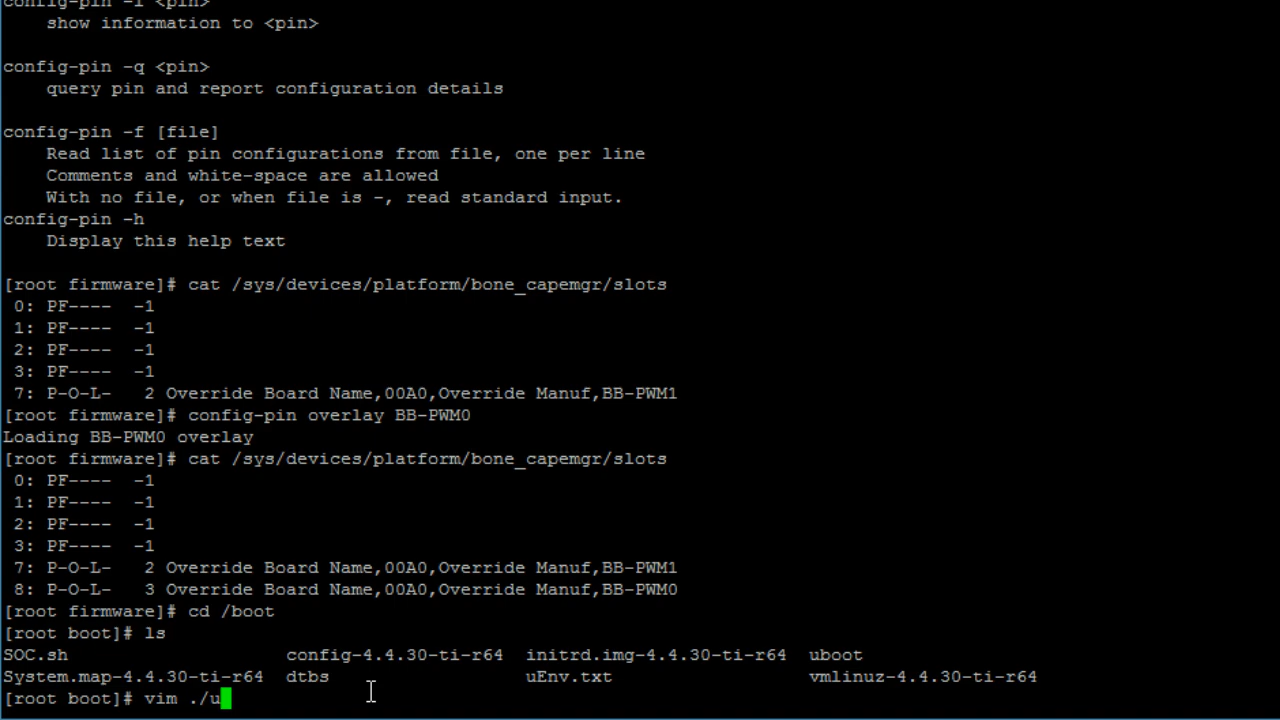 config-pin -i <pin>
    show information to <pin>
config-pin -q <pin>
    query pin and report configuration details
config-pin -f [file]
    Read list of pin configurations from file, one per line
    Comments and white-space are allowed
    With no file, or when file is -, read standard input.
config-pin -h
    Display this help text
[root firmware]# cat /sys/devices/platform/bone_capemgr/slots
 0: PF----  -1
 1: PF----  -1
 2: PF----  -1
 3: PF----  -1
 7: P-O-L-   2 Override Board Name,00A0,Override Manuf,BB-PWM1
[root firmware]# config-pin overlay BB-PWM0
Loading BB-PWM0 overlay
[root firmware]# cat /sys/devices/platform/bone_capemgr/slots
 0: PF----  -1
 1: PF----  -1
 2: PF----  -1
 3: PF----  -1
 7: P-O-L-   2 Override Board Name,00A0,Override Manuf,BB-PWM1
 8: P-O-L-   3 Override Board Name,00A0,Override Manuf,BB-PWM0
[root firmware]# cd /boot
[root boot]# ls
SOC.sh                    config-4.4.30-ti-r64  initrd.img-4.4.30-ti-r64  uboot
System.map-4.4.30-ti-r64  dtbs                  uEnv.txt                  vmlinuz-4.4.30-ti-r64
[root boot]# vim ./u